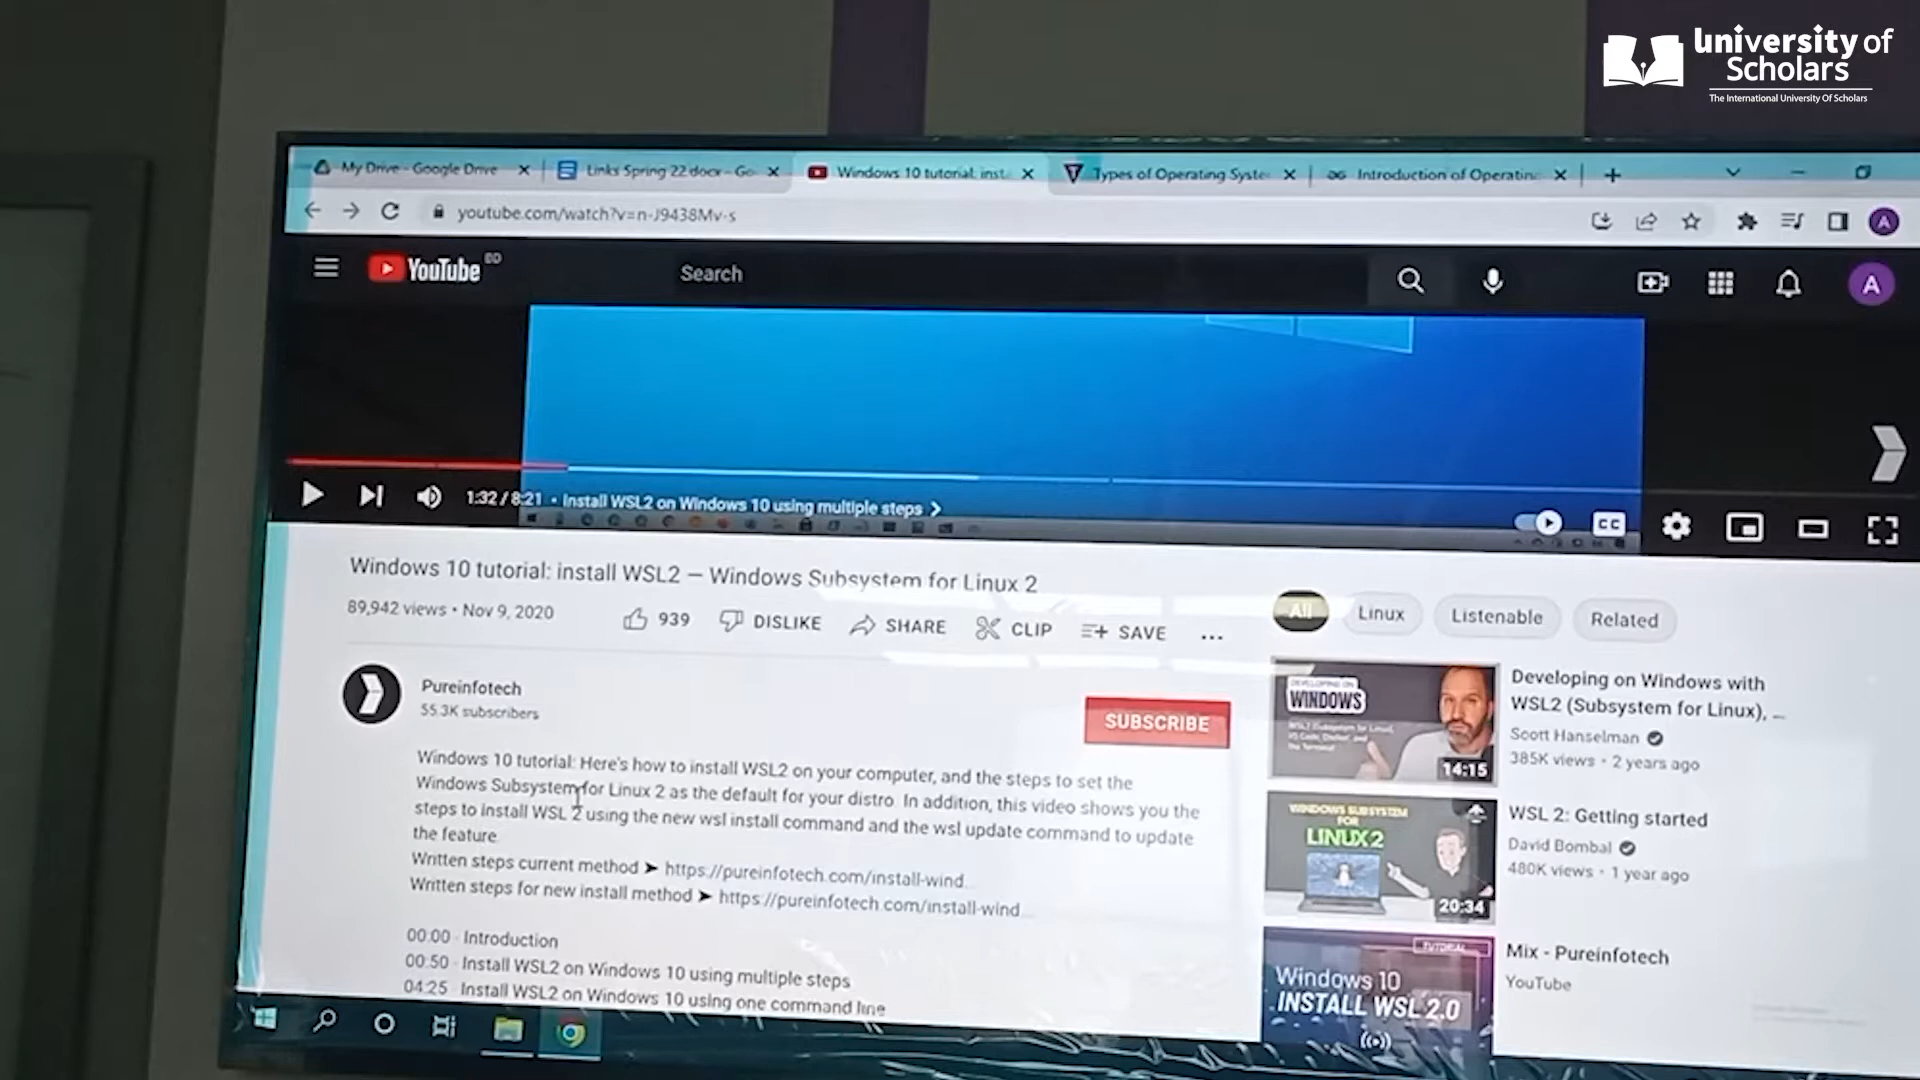 University of
Scholars
The International University Of Scholars
My Drive - Google Drive
Links Spring 22.docx - Go
Windows 10 tutorial: inst
Types of Operating Syste
Introduction of Operatin
youtube.com/watch?v=n-J9438Mv-s
A
YouTube BD
Search
A
1:32 / 8:21 • Install WSL2 on Windows 10 using multiple steps
CC
Windows 10 tutorial: install WSL2 — Windows Subsystem for Linux 2
89,942 views • Nov 9, 2020
939
DISLIKE
SHARE
CLIP
SAVE
...
All
Linux
Listenable
Related
Pureinfotech
55.3K subscribers
SUBSCRIBE
Windows 10 tutorial: Here's how to install WSL2 on your computer, and the steps to set the
Windows Subsystem for Linux 2 as the default for your distro. In addition, this video shows you the
steps to install WSL 2 using the new wsl install command and the wsl update command to update
the feature.
Written steps current method ➤ https://pureinfotech.com/install-wind...
Written steps for new install method ➤ https://pureinfotech.com/install-wind...
00:00 · Introduction
00:50 · Install WSL2 on Windows 10 using multiple steps
04:25 · Install WSL2 on Windows 10 using one command line
DEVELOPING ON
WINDOWS
14:15
Developing on Windows with
WSL2 (Subsystem for Linux), ...
Scott Hanselman
385K views • 2 years ago
WINDOWS SUBSYSTEM
FOR
LINUX2
20:34
WSL 2: Getting started
David Bombal
480K views • 1 year ago
TUTORIAL
Windows 10
INSTALL WSL 2.0
Mix - Pureinfotech
YouTube